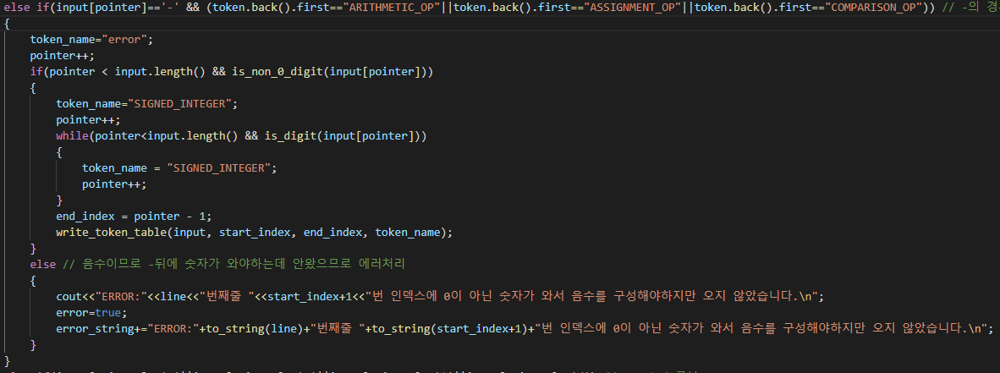 else if(input[pointer]=='-' && (token.back().first=="ARITHMETIC_OP"||token.back().first=="ASSIGNMENT_OP"||token.back().first=="COMPARISON_OP")) // -의
{
token_name="error";
pointer++;
if(pointer < input.length() && is_non_0_digit(input[pointer]))
{
token_name="SIGNED_INTEGER";
pointer++;
while(pointer<input.length() && is_digit(input[pointer]))
{
token_name = "SIGNED_INTEGER";
pointer++;
}
end_index = pointer - 1;
write_token_table(input, start_index, end_index, token_name);
}
else // 음수이므로 -뒤에 숫자가 와야하는데 안왔으므로 에러처리
{
cout<<"ERROR:"<<line<<"번째줄 "<<start_index+1<<"번 인덱스에 0이 아닌 숫자가 와서 음수를 구성해야하지만 오지 않았습니다.\n";
error=true;
error_string+="ERROR:"+to_string(line)+"번째줄 "+to_string(start_index+1)+"번 인덱스에 0이 아닌 숫자가 와서 음수를 구성해야하지만 오지 않았습니다.\n";
}
}